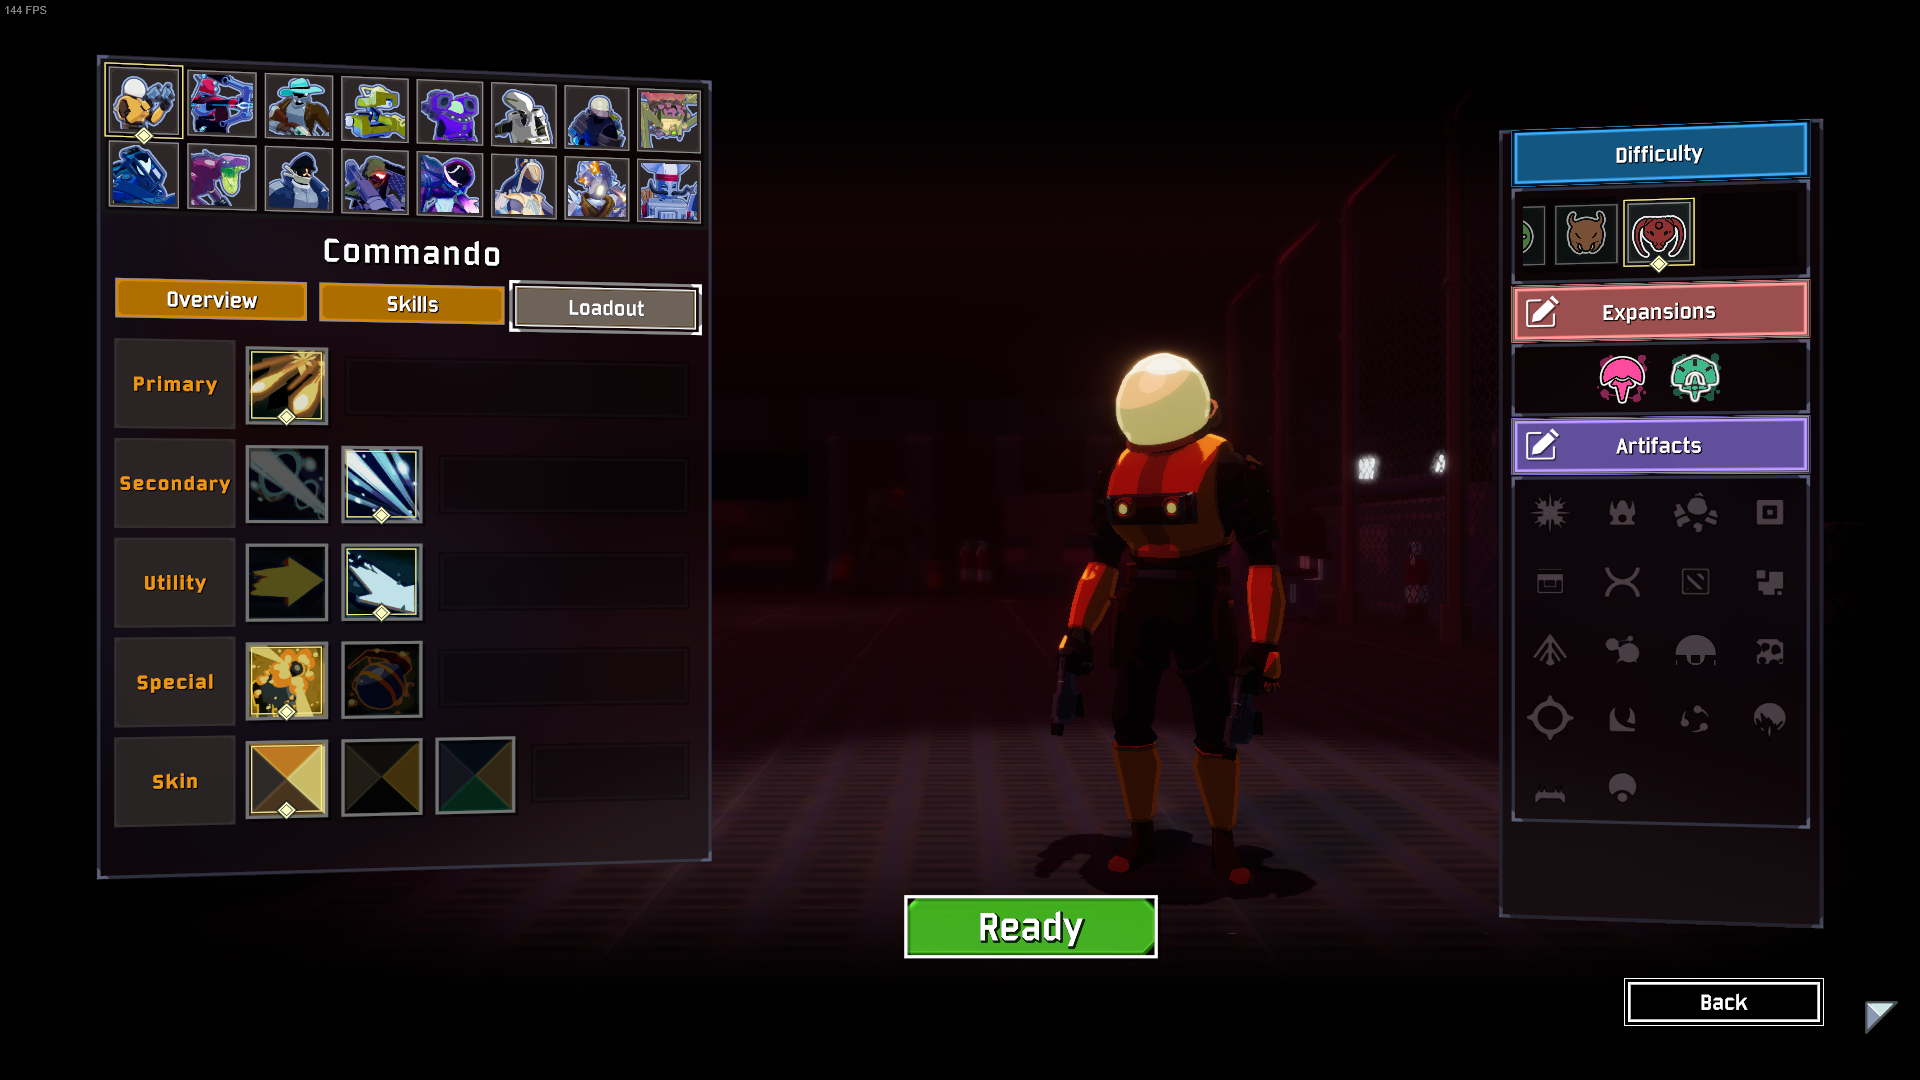 144 FPS
Commando
Overview
Skills
Loadout
Primary
Secondary
Utility
Special
Skin
Difficulty
Expansions
Artifacts
Ready
Back